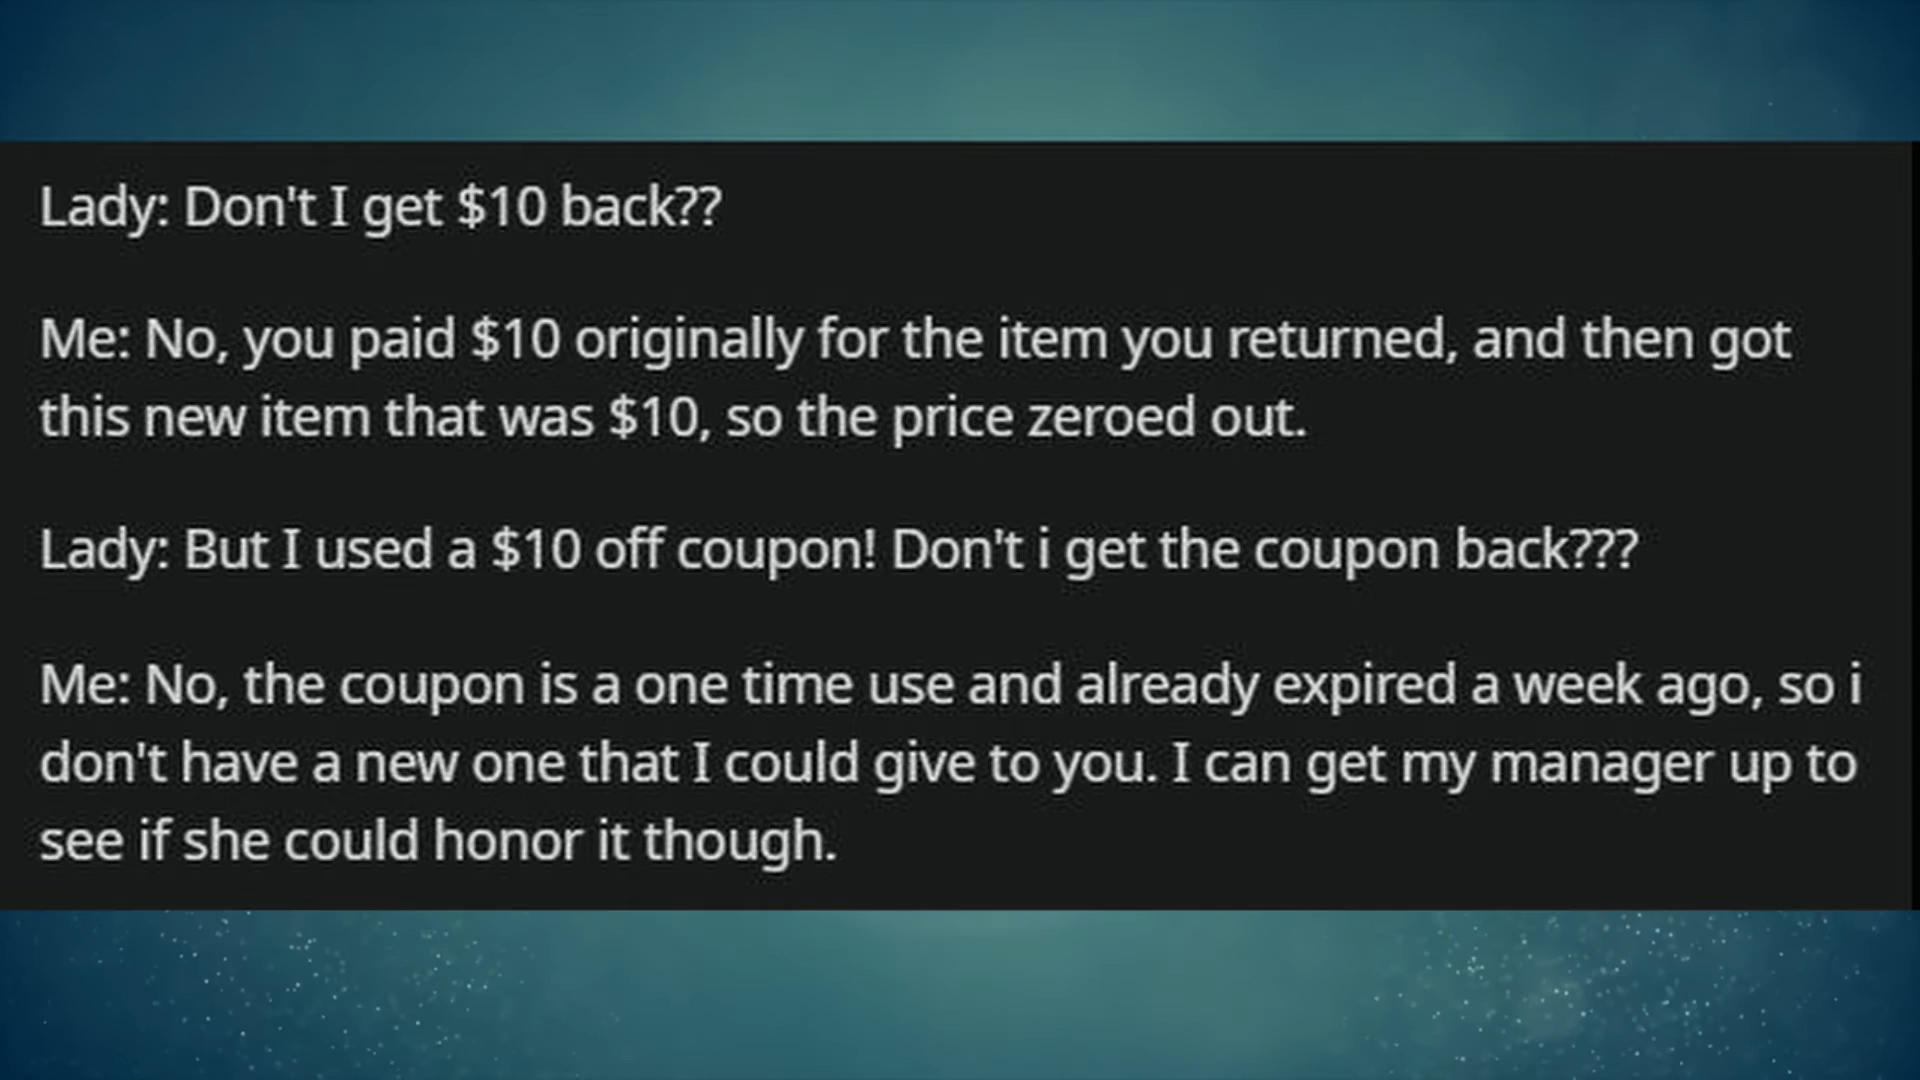 Lady: Don't I get $10 back??
Me: No, you paid $10 originally for the item you returned, and then got
this new item that was $10, so the price zeroed out.
Lady: But I used a $10 off coupon! Don't i get the coupon back???
Me: No, the coupon is a one time use and already expired a week ago, so i
don't have a new one that I could give to you. I can get my manager up to
see if she could honor it though.